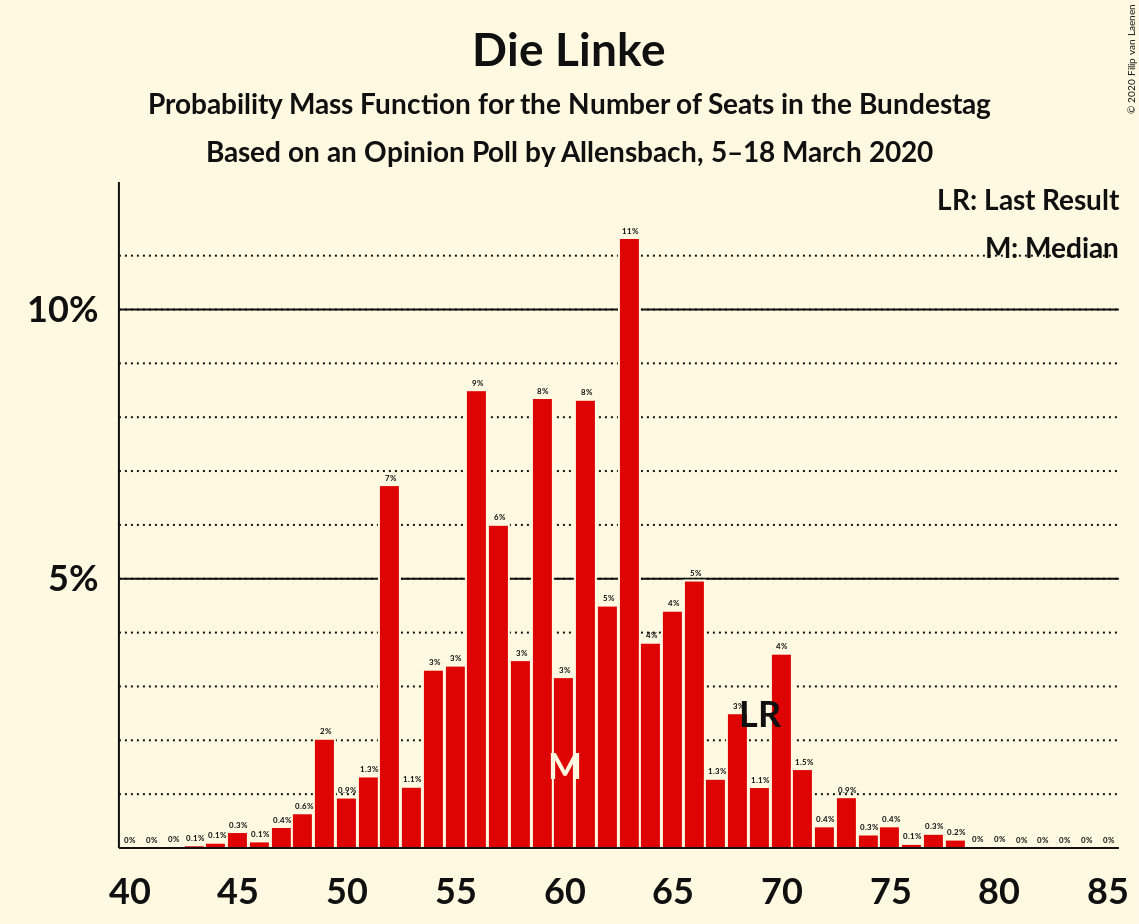 © 2020 Filip van Laenen
Die Linke
Probability Mass Function for the Number of Seats in the Bundestag
Based on an Opinion Poll by Allensbach, 5–18 March 2020
LR: Last Result
M: Median
10%
5%
0% 0% 0% 0.1% 0.1% 0.3% 0.1% 0.4% 0.6% 2% 0.9% 1.3% 7% 1.1% 3% 3% 9% 6% 3% 8% 3% 8% 5% 11% 4% 4% 5% 1.3% 3% 1.1% 4% 1.5% 0.4% 0.9% 0.3% 0.4% 0.1% 0.3% 0.2% 0% 0% 0% 0% 0% 0% 0%
LR
M
40 45 50 55 60 65 70 75 80 85